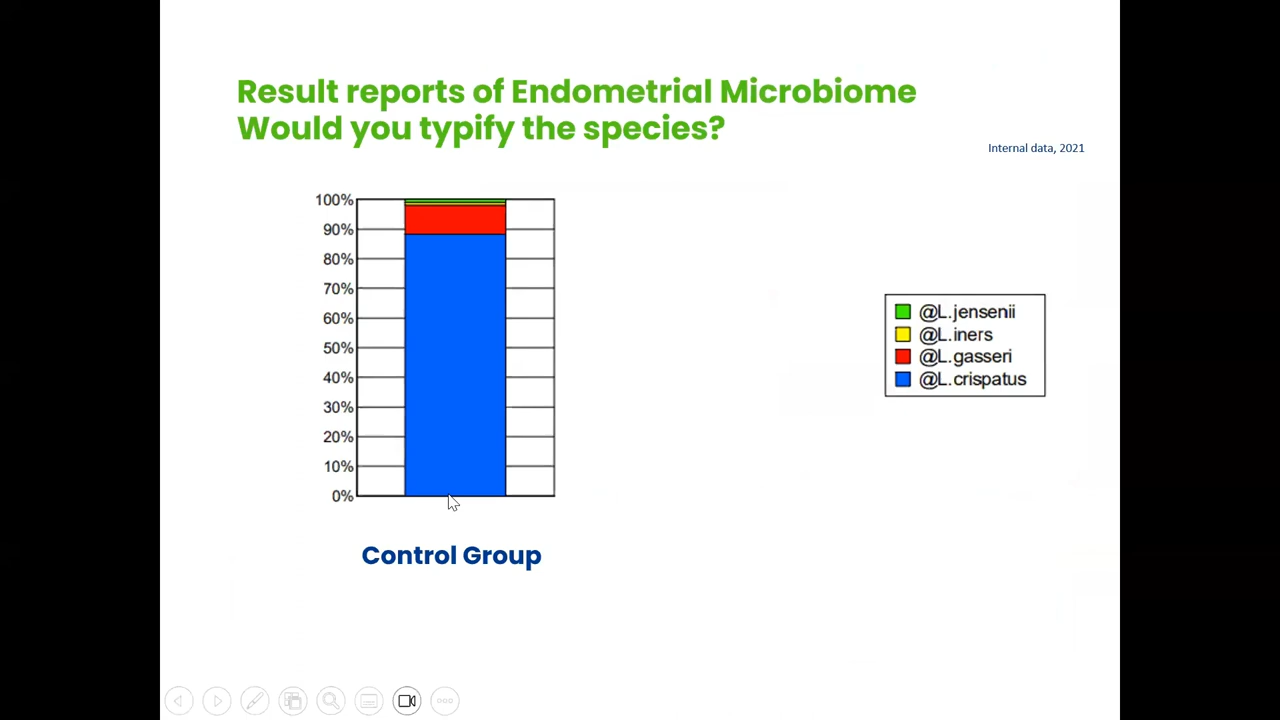 Result reports of Endometrial Microbiome
Would you typify the species?
Internal data, 2021
100%
90%
80%
70%
60%
50%
40%
30%
20%
10%
0%
@L.jensenii
@L.iners
@L.gasseri
@L.crispatus
Control Group